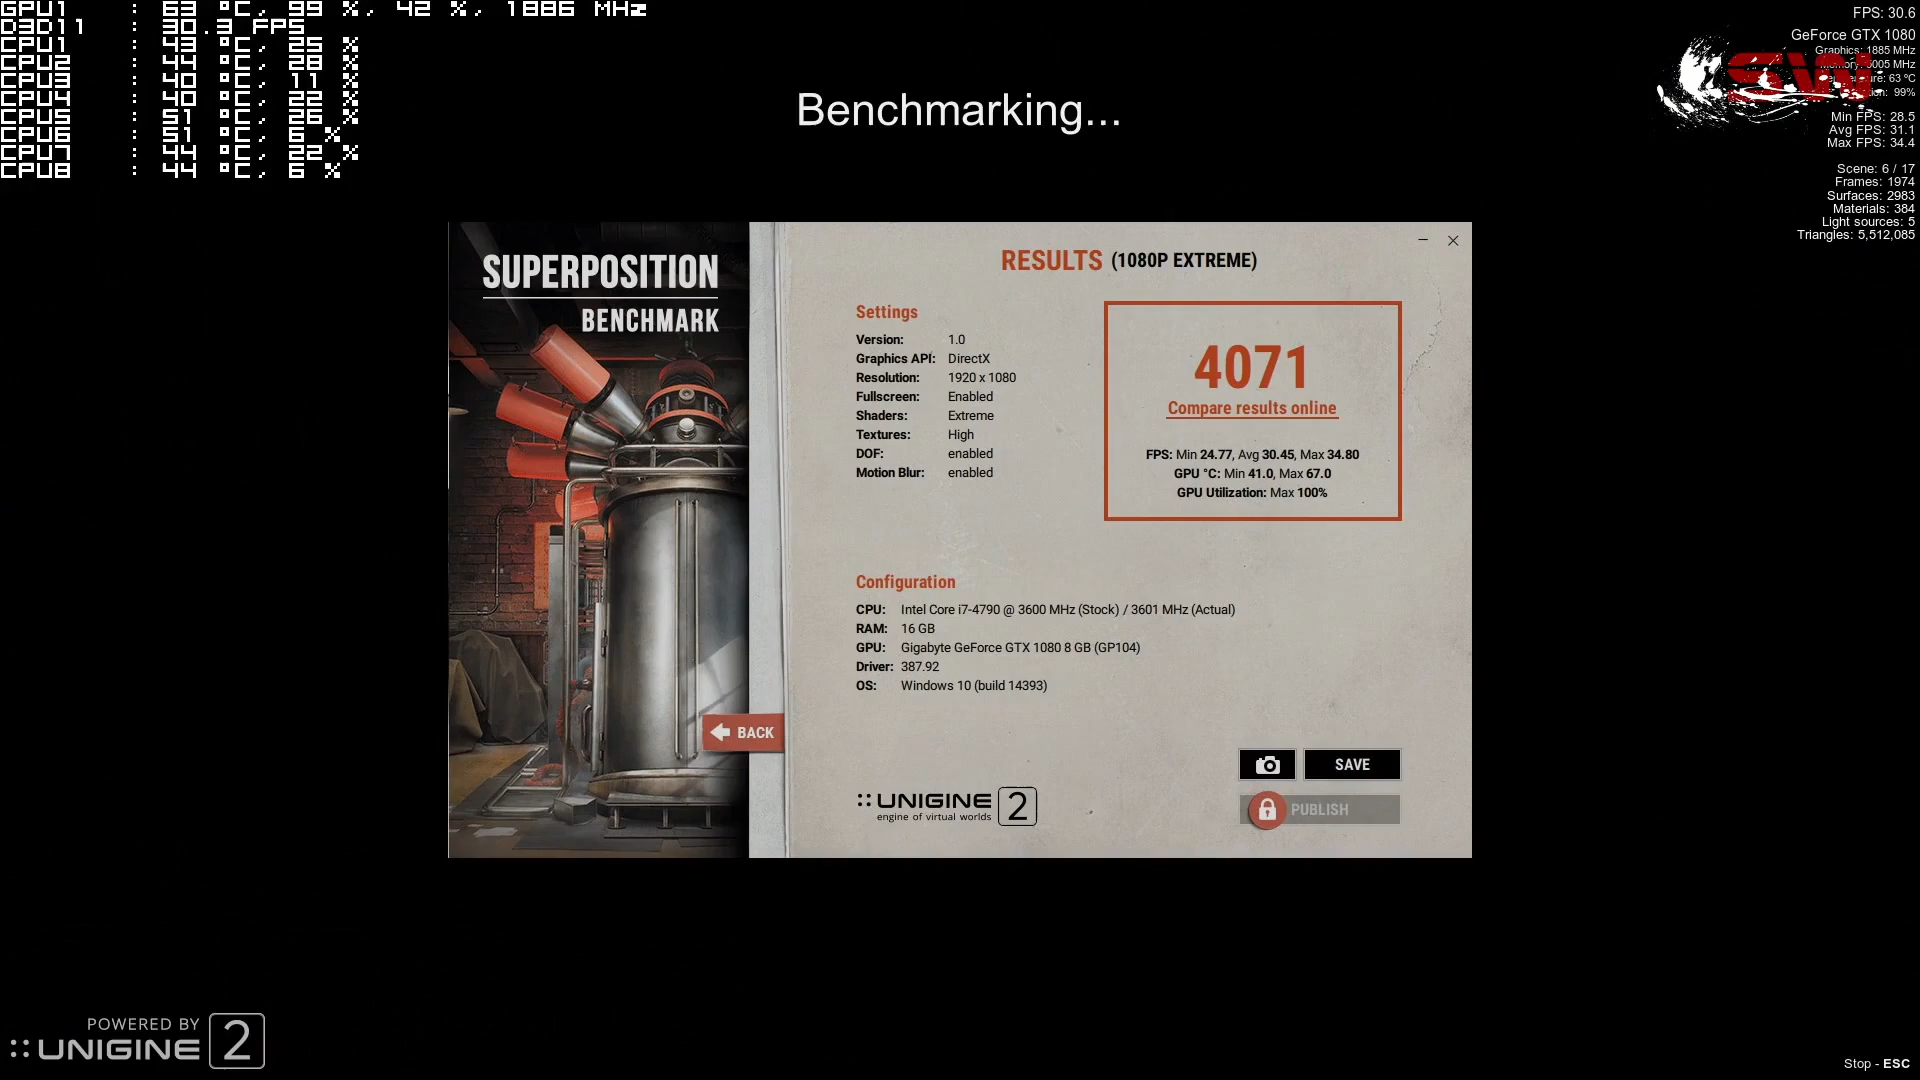 GPU1 : 63 °C, 99 %, 42 %, 1886 MHz
D3D11 : 30.3 FPS
CPU1 : 43 °C, 25 %
CPU2 : 44 °C, 28 %
CPU3 : 40 °C, 11 %
CPU4 : 40 °C, 22 %
CPU5 : 51 °C, 26 %
CPU6 : 51 °C, 6 %
CPU7 : 44 °C, 22 %
CPU8 : 44 °C, 6 %
Benchmarking...
FPS: 30.6
GeForce GTX 1080
Graphics: 1885 MHz
MHz
63 °C
99%
Min FPS: 28.5
Avg FPS: 31.1
Max FPS: 34.4
Scene: 6 / 17
Frames: 1974
Surfaces: 2983
Materials: 384
Light sources: 5
Triangles: 5,512,085
SUPERPOSITION
BENCHMARK
RESULTS (1080P EXTREME)
Settings
Version: 1.0
Graphics API: DirectX
Resolution: 1920 x 1080
Fullscreen: Enabled
Shaders: Extreme
Textures: High
DOF: enabled
Motion Blur: enabled
4071
Compare results online
FPS: Min 24.77, Avg 30.45, Max 34.80
GPU °C: Min 41.0, Max 67.0
GPU Utilization: Max 100%
Configuration
CPU: Intel Core i7-4790 @ 3600 MHz (Stock) / 3601 MHz (Actual)
RAM: 16 GB
GPU: Gigabyte GeForce GTX 1080 8 GB (GP104)
Driver: 387.92
OS: Windows 10 (build 14393)
BACK
SAVE
PUBLISH
UNIGINE 2
engine of virtual worlds
POWERED BY
UNIGINE 2
Stop - ESC